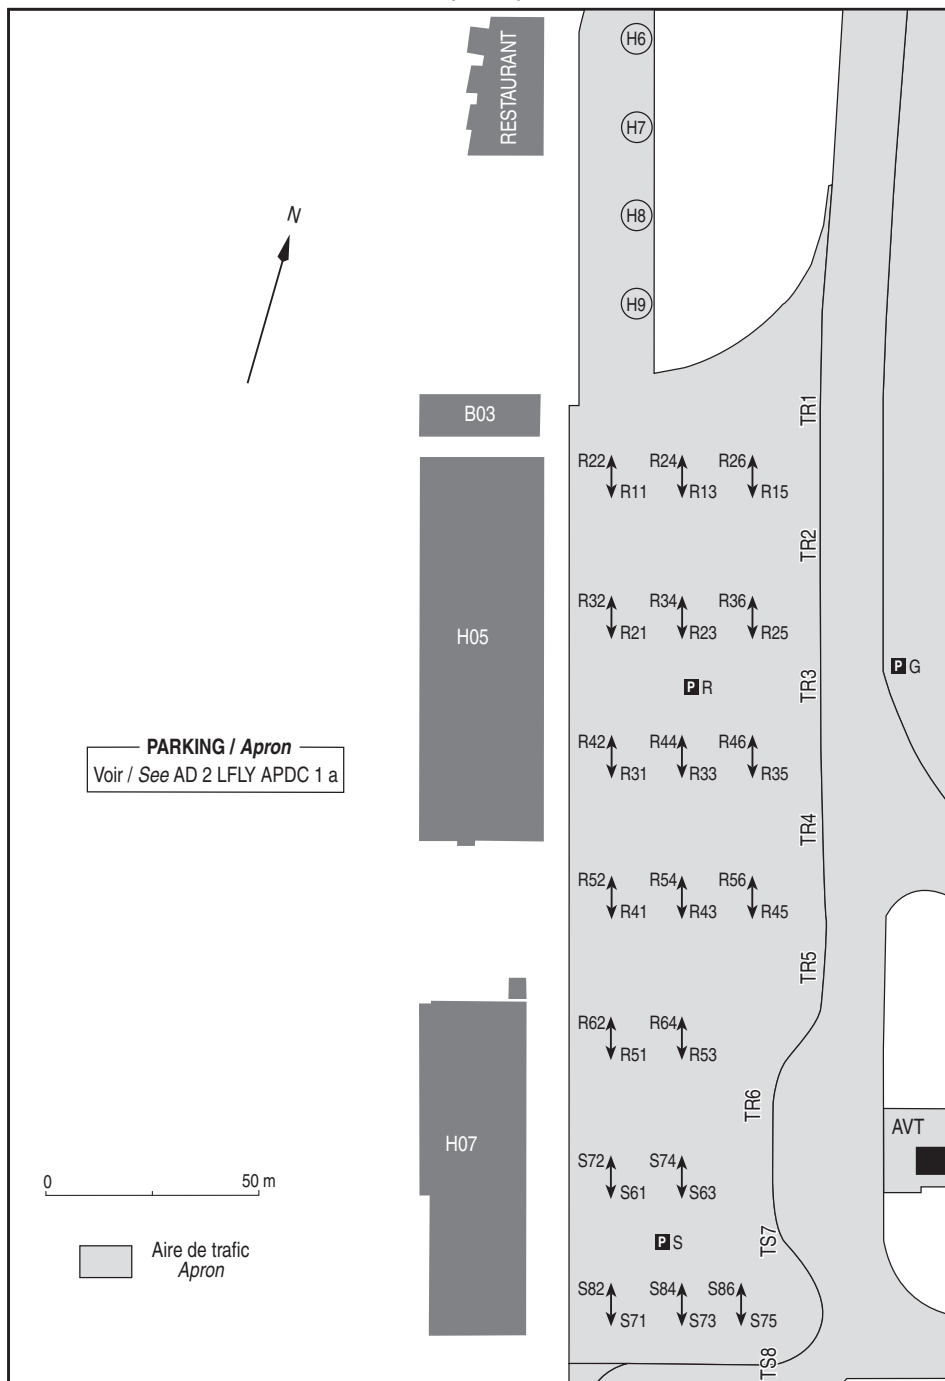 H6
RESTAURANT
H7
N
H8
H9
B03
TR1
R22 R24 R26
R11 R13 R15
TR2
R32 R34 R36
H05
R21 R23 R25
P G
TR3
P R
PARKING / Apron
Voir / See AD 2 LFLY APDC 1 a
R42 R44 R46
R31 R33 R35
TR4
R52 R54 R56
R41 R43 R45
TR5
R62 R64
R51 R53
TR6
AVT
H07
S72 S74
S61 S63
0 50 m
P S
TS7
Aire de trafic
Apron
S82 S84 S86
S71 S73 S75
TS8